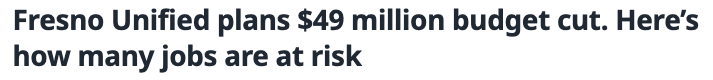 Fresno Unified plans $49 million budget cut. Here’s
how many jobs are at risk